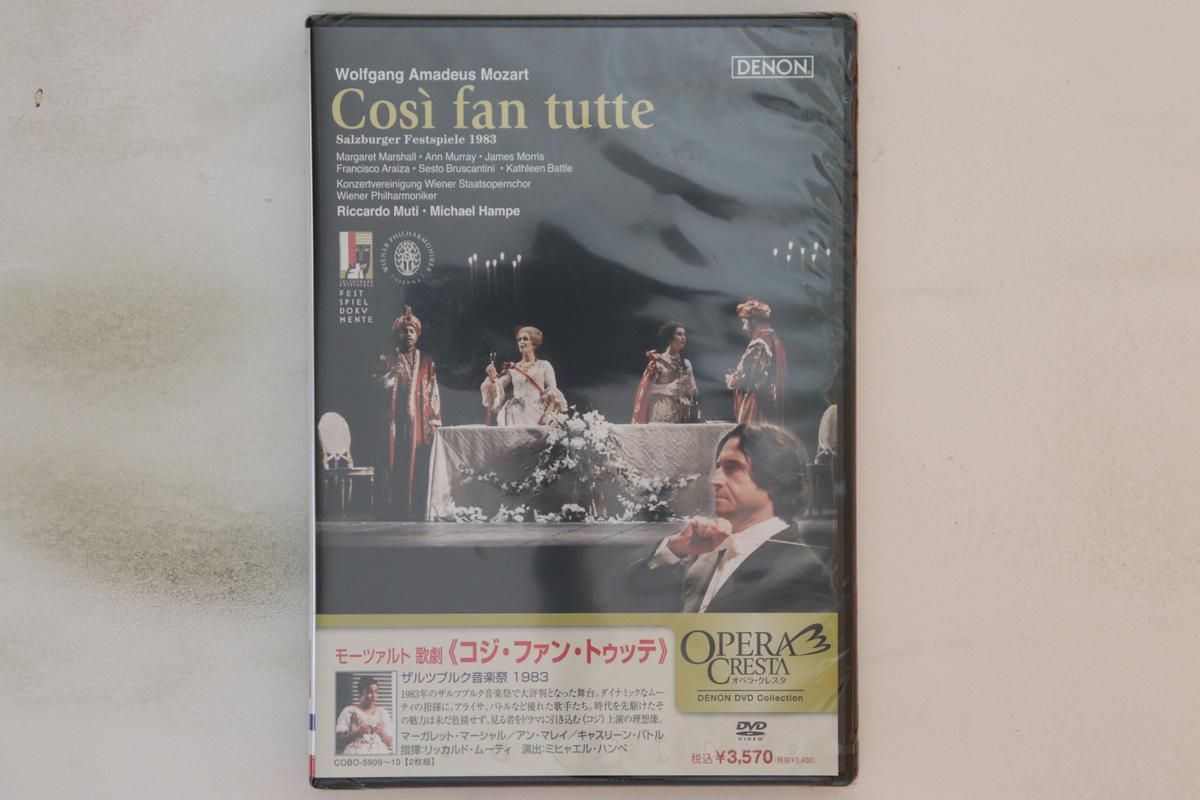 DENON
Wolfgang Amadeus Mozart
Così fan tutte
Salzburger Festspiele 1983
Margaret Marshall・Ann Murray・James Morris
Francisco Araiza・Sesto Bruscantini・Kathleen Battle
Konzertvereinigung Wiener Staatsopernchor
Wiener Philharmoniker
Riccardo Muti・Michael Hampe
WIENER PHILHARMONIKER
FEST
SPIEL
DOKU
MENTE
モーツァルト 歌劇《コジ・ファン・トゥッテ》
ザルツブルク音楽祭 1983
1983年のザルツブルク音楽祭で大評判となった舞台。ダイナミックなムー
ティの指揮に、アライサ、バトルなど優れた歌手たち。時代を先駆けたそ
の魅力は未だ色褪せず、見る者をドラマに引き込む《コジ》上演の理想像。
マーガレット・マーシャル／アン・マレイ／キャスリーン・バトル
指揮:リッカルド・ムーティ 演出:ミヒャエル・ハンペ
COBO-5909〜10【2枚組】
OPERA
CRESTA
オペラ・クレスタ
DENON DVD Collection
DVD
VIDEO
税込¥3,570(税抜¥3,400)